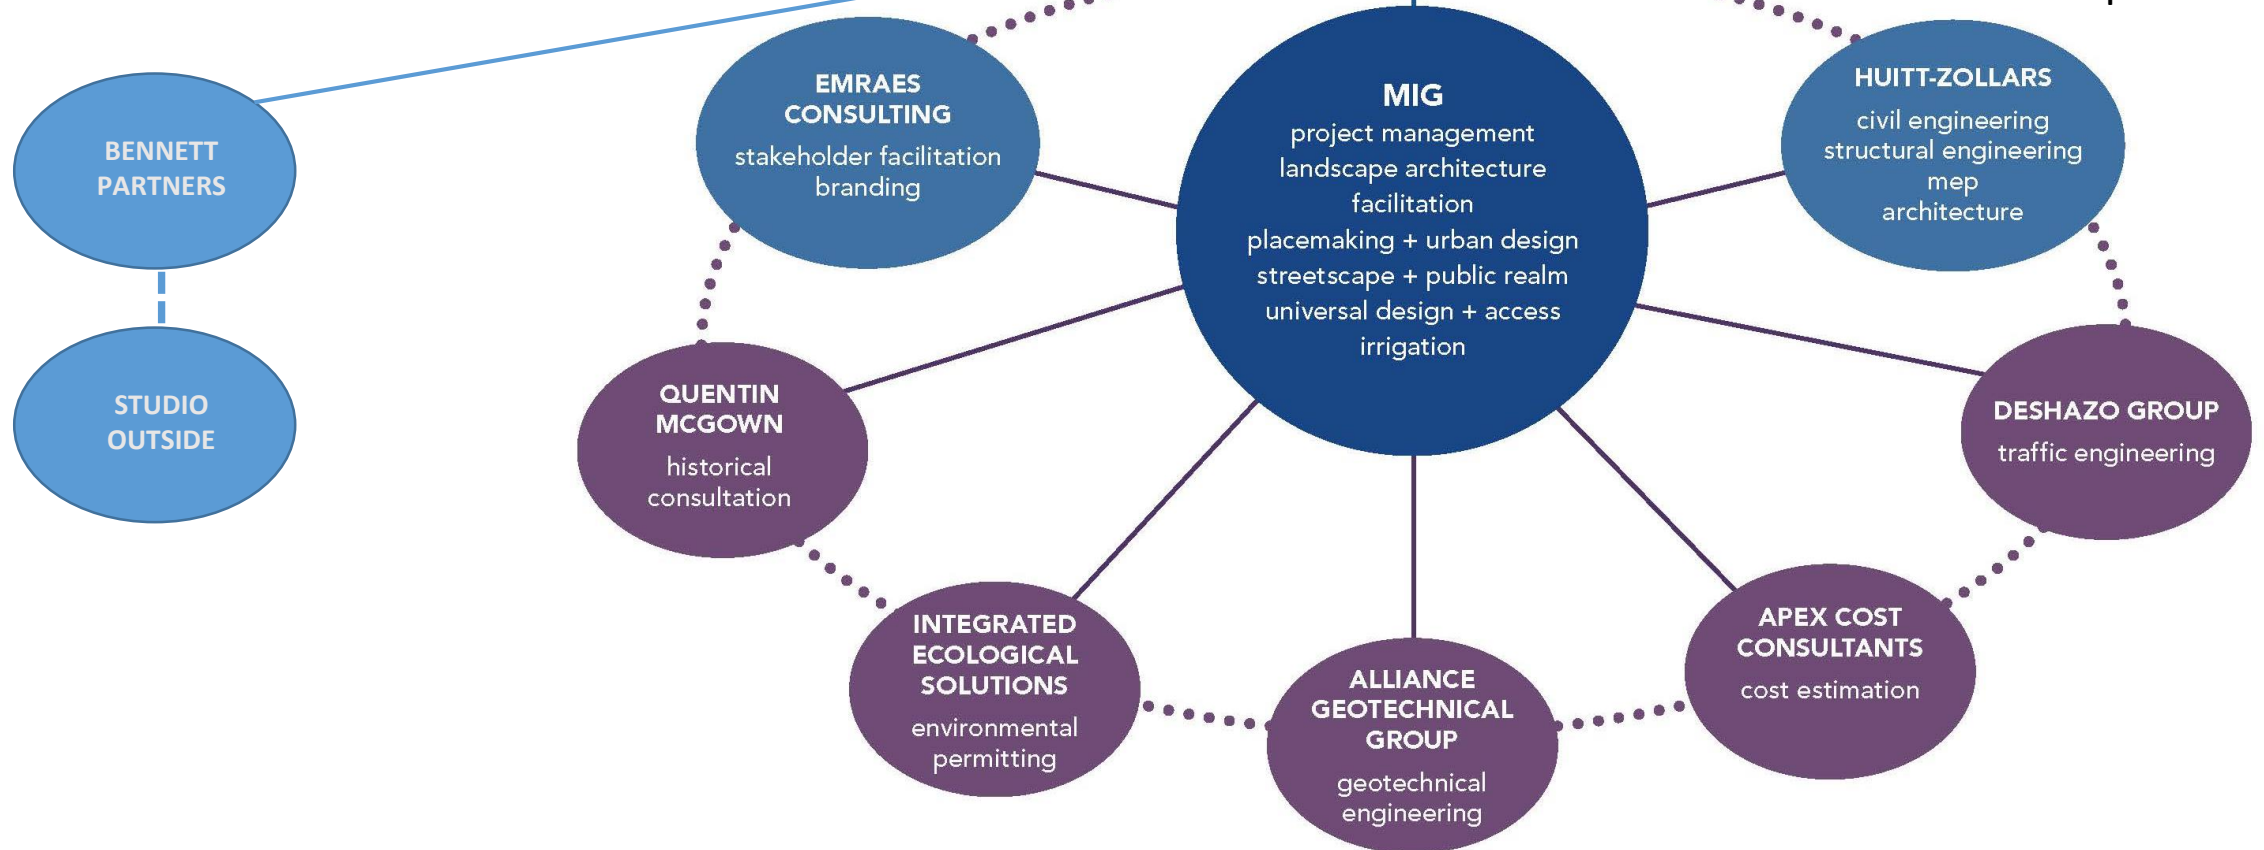 BENNETT
PARTNERS
STUDIO
OUTSIDE
EMRAES
CONSULTING
stakeholder facilitation
branding
MIG
project management
landscape architecture
facilitation
placemaking + urban design
streetscape + public realm
universal design + access
irrigation
HUITT-ZOLLARS
civil engineering
structural engineering
mep
architecture
QUENTIN
MCGOWN
historical
consultation
DESHAZO GROUP
traffic engineering
INTEGRATED
ECOLOGICAL
SOLUTIONS
environmental
permitting
ALLIANCE
GEOTECHNICAL
GROUP
geotechnical
engineering
APEX COST
CONSULTANTS
cost estimation